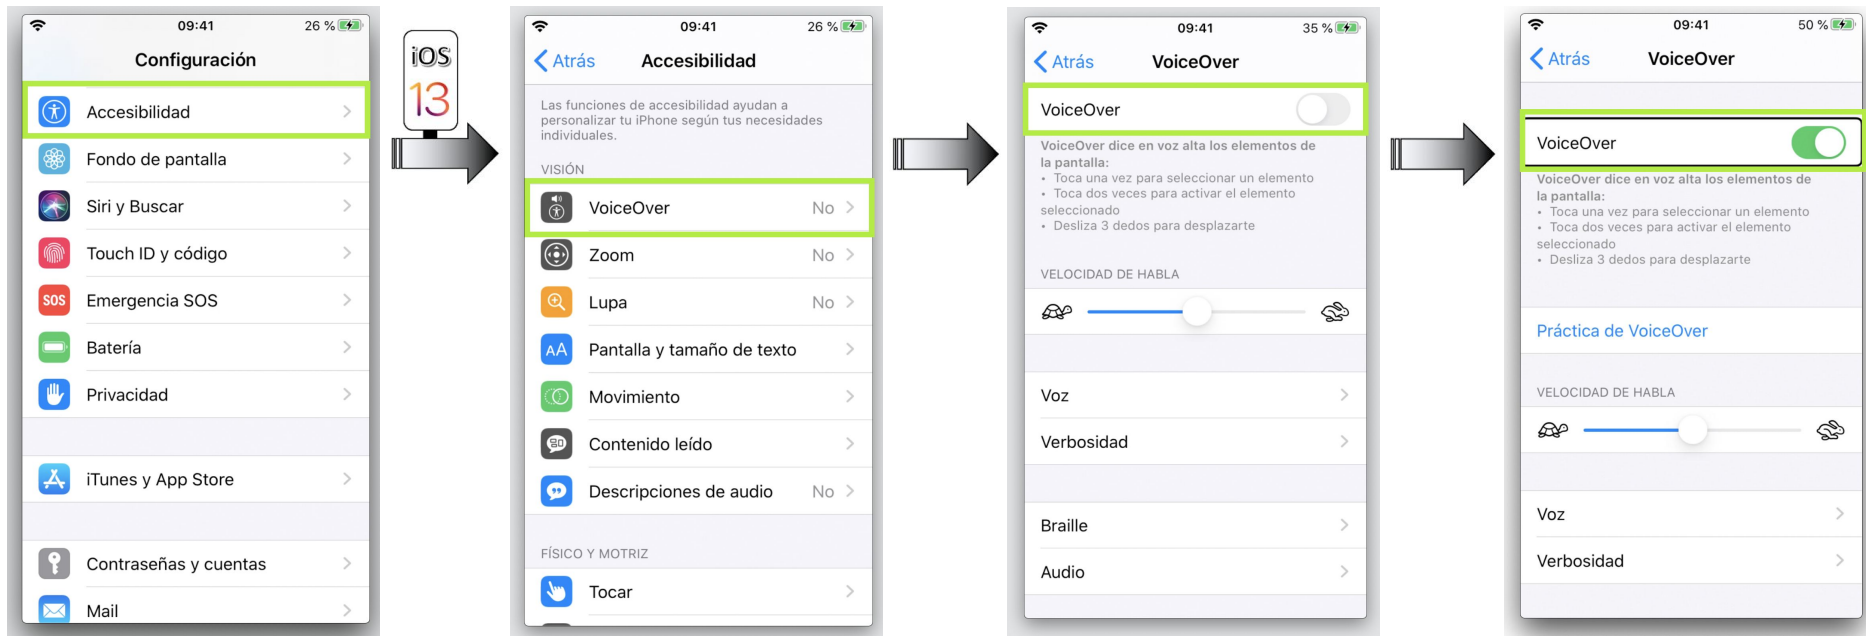 09:41
26 %
Configuración
Accesibilidad
Fondo de pantalla
Siri y Buscar
Touch ID y código
SOS
Emergencia SOS
Batería
Privacidad
iTunes y App Store
Contraseñas y cuentas
Mail
iOS
13
09:41
26 %
Atrás
Accesibilidad
Las funciones de accesibilidad ayudan a
personalizar tu iPhone según tus necesidades
individuales.
VISIÓN
VoiceOver
No
Zoom
No
Lupa
No
AA
Pantalla y tamaño de texto
Movimiento
Contenido leído
Descripciones de audio
No
FÍSICO Y MOTRIZ
Tocar
09:41
35 %
Atrás
VoiceOver
VoiceOver
VoiceOver dice en voz alta los elementos de
la pantalla:
• Toca una vez para seleccionar un elemento
• Toca dos veces para activar el elemento
seleccionado
• Desliza 3 dedos para desplazarte
VELOCIDAD DE HABLA
Voz
Verbosidad
Braille
Audio
09:41
50 %
Atrás
VoiceOver
VoiceOver
VoiceOver dice en voz alta los elementos de
la pantalla:
• Toca una vez para seleccionar un elemento
• Toca dos veces para activar el elemento
seleccionado
• Desliza 3 dedos para desplazarte
Práctica de VoiceOver
VELOCIDAD DE HABLA
Voz
Verbosidad